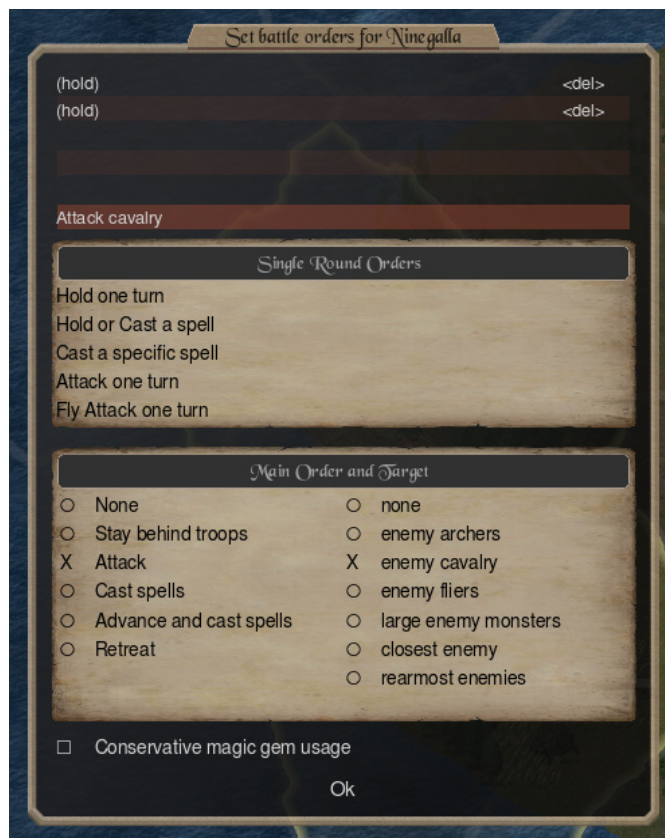 Set battle orders for Ninegalla
(hold) <del>
(hold) <del>
Attack cavalry
Single Round Orders
Hold one turn
Hold or Cast a spell
Cast a specific spell
Attack one turn
Fly Attack one turn
Main Order and Target
O None O none
O Stay behind troops O enemy archers
X Attack X enemy cavalry
O Cast spells O enemy fliers
O Advance and cast spells O large enemy monsters
O Retreat O closest enemy
O rearmost enemies
Conservative magic gem usage
Ok